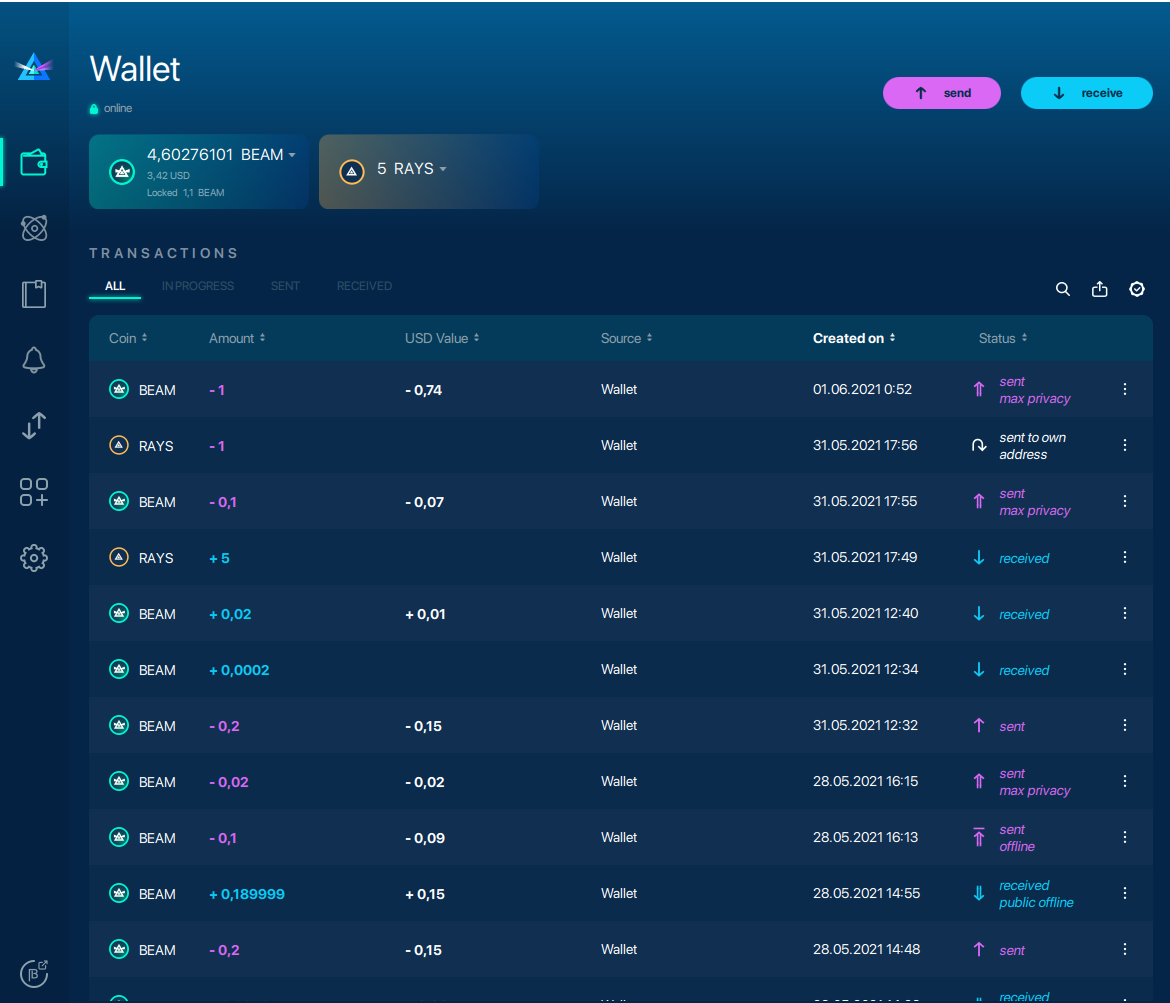 Wallet
online
send
receive
4,60276101 BEAM
3,42 USD
Locked 1,1 BEAM
5 RAYS
TRANSACTIONS
ALL IN PROGRESS SENT RECEIVED
Coin Amount USD Value Source Created on Status
BEAM - 1 - 0,74 Wallet 01.06.2021 0:52 sent
max privacy
RAYS - 1 Wallet 31.05.2021 17:56 sent to own
address
BEAM - 0,1 - 0,07 Wallet 31.05.2021 17:55 sent
max privacy
RAYS + 5 Wallet 31.05.2021 17:49 received
BEAM + 0,02 + 0,01 Wallet 31.05.2021 12:40 received
BEAM + 0,0002 Wallet 31.05.2021 12:34 received
BEAM - 0,2 - 0,15 Wallet 31.05.2021 12:32 sent
BEAM - 0,02 - 0,02 Wallet 28.05.2021 16:15 sent
max privacy
BEAM - 0,1 - 0,09 Wallet 28.05.2021 16:13 sent
offline
BEAM + 0,189999 + 0,15 Wallet 28.05.2021 14:55 received
public offline
BEAM - 0,2 - 0,15 Wallet 28.05.2021 14:48 sent
received